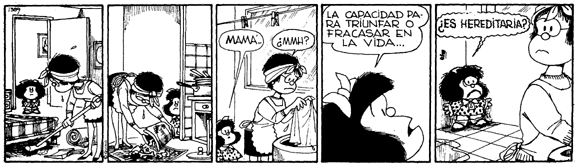 MAMÁ..
¿MMH?
LA CAPACIDAD PA-
RA TRIUNFAR O
FRACASAR EN
LA VIDA...
¿ES HEREDITARIA?